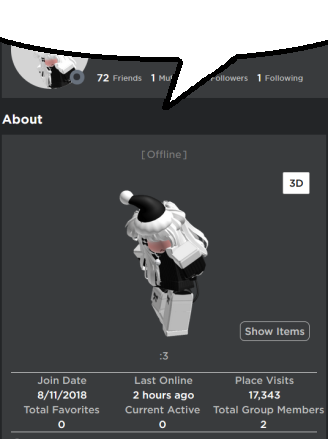 72 Friends 1 Mu Followers 1 Following
About
[Offline]
3D
Show Items
:3
Join Date Last Online Place Visits
8/11/2018 2 hours ago 17,343
Total Favorites Current Active Total Group Members
0 0 2